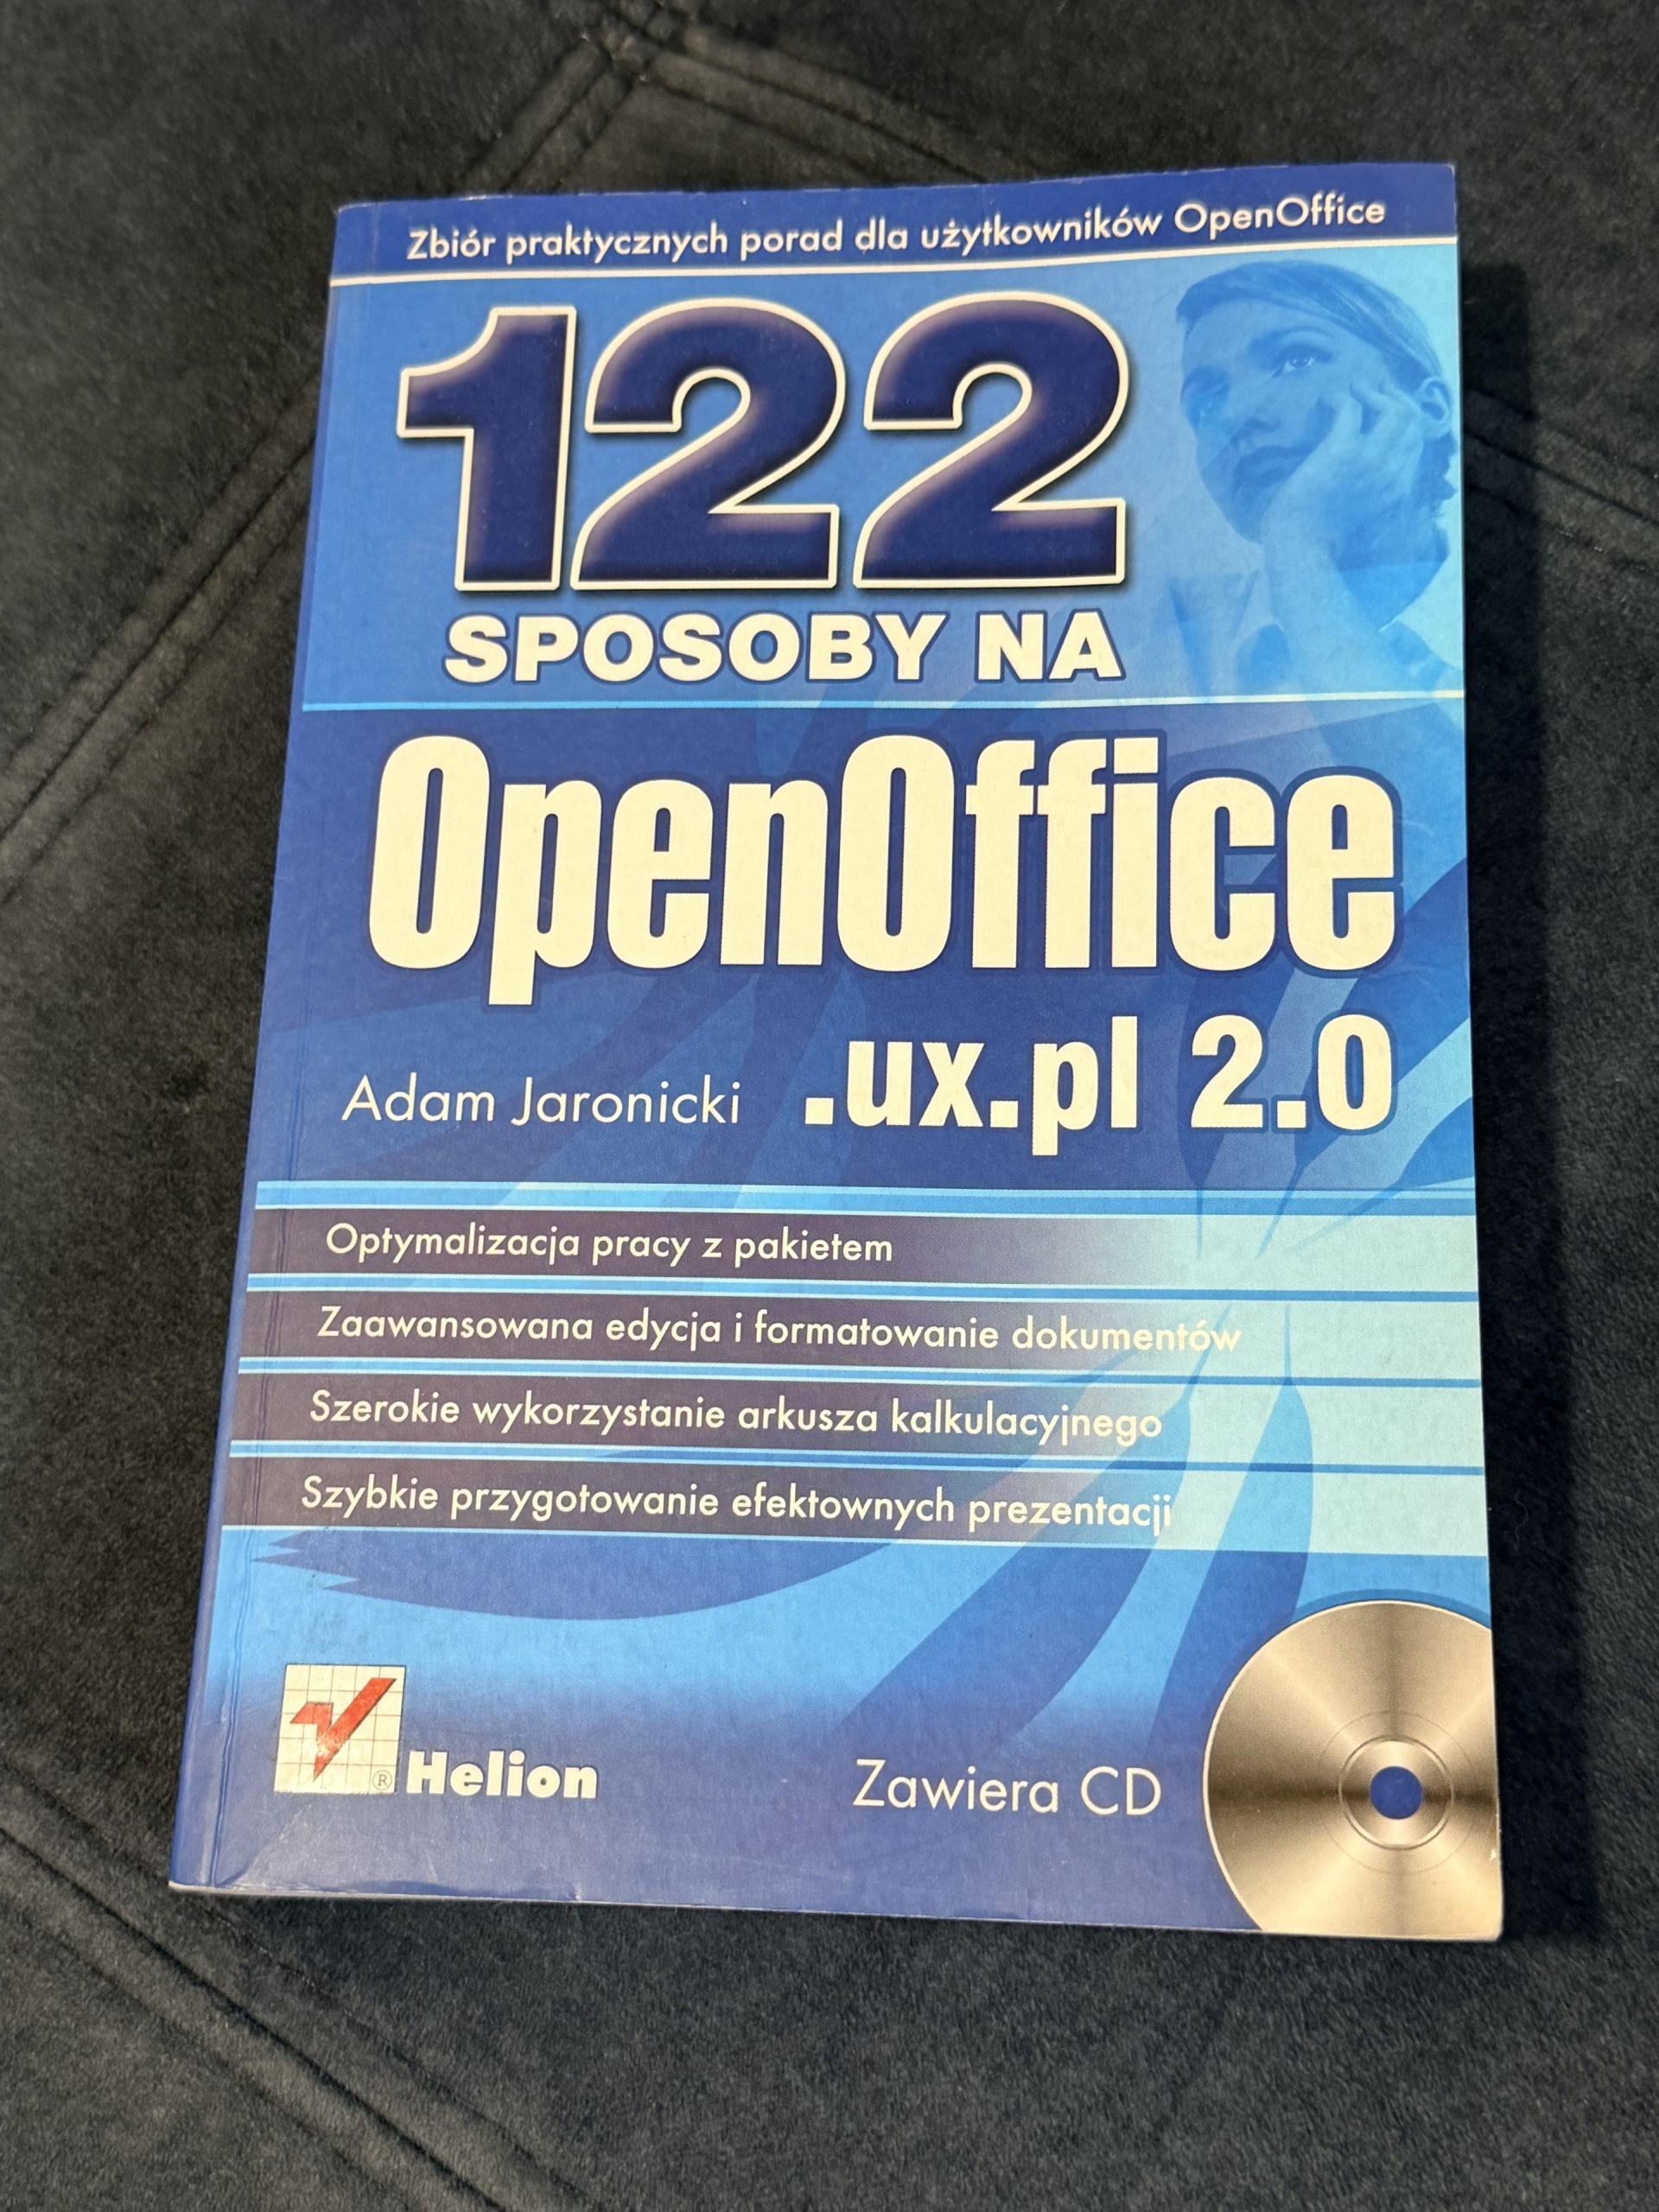 Zbiór praktycznych porad dla użytkowników OpenOffice
122
SPOSOBY NA
OpenOffice
.ux.pl 2.0
Adam Jaronicki
Optymalizacja pracy z pakietem
Zaawansowana edycja i formatowanie dokumentów
Szerokie wykorzystanie arkusza kalkulacyjnego
Szybkie przygotowanie efektownych prezentacji
® Helion
Zawiera CD